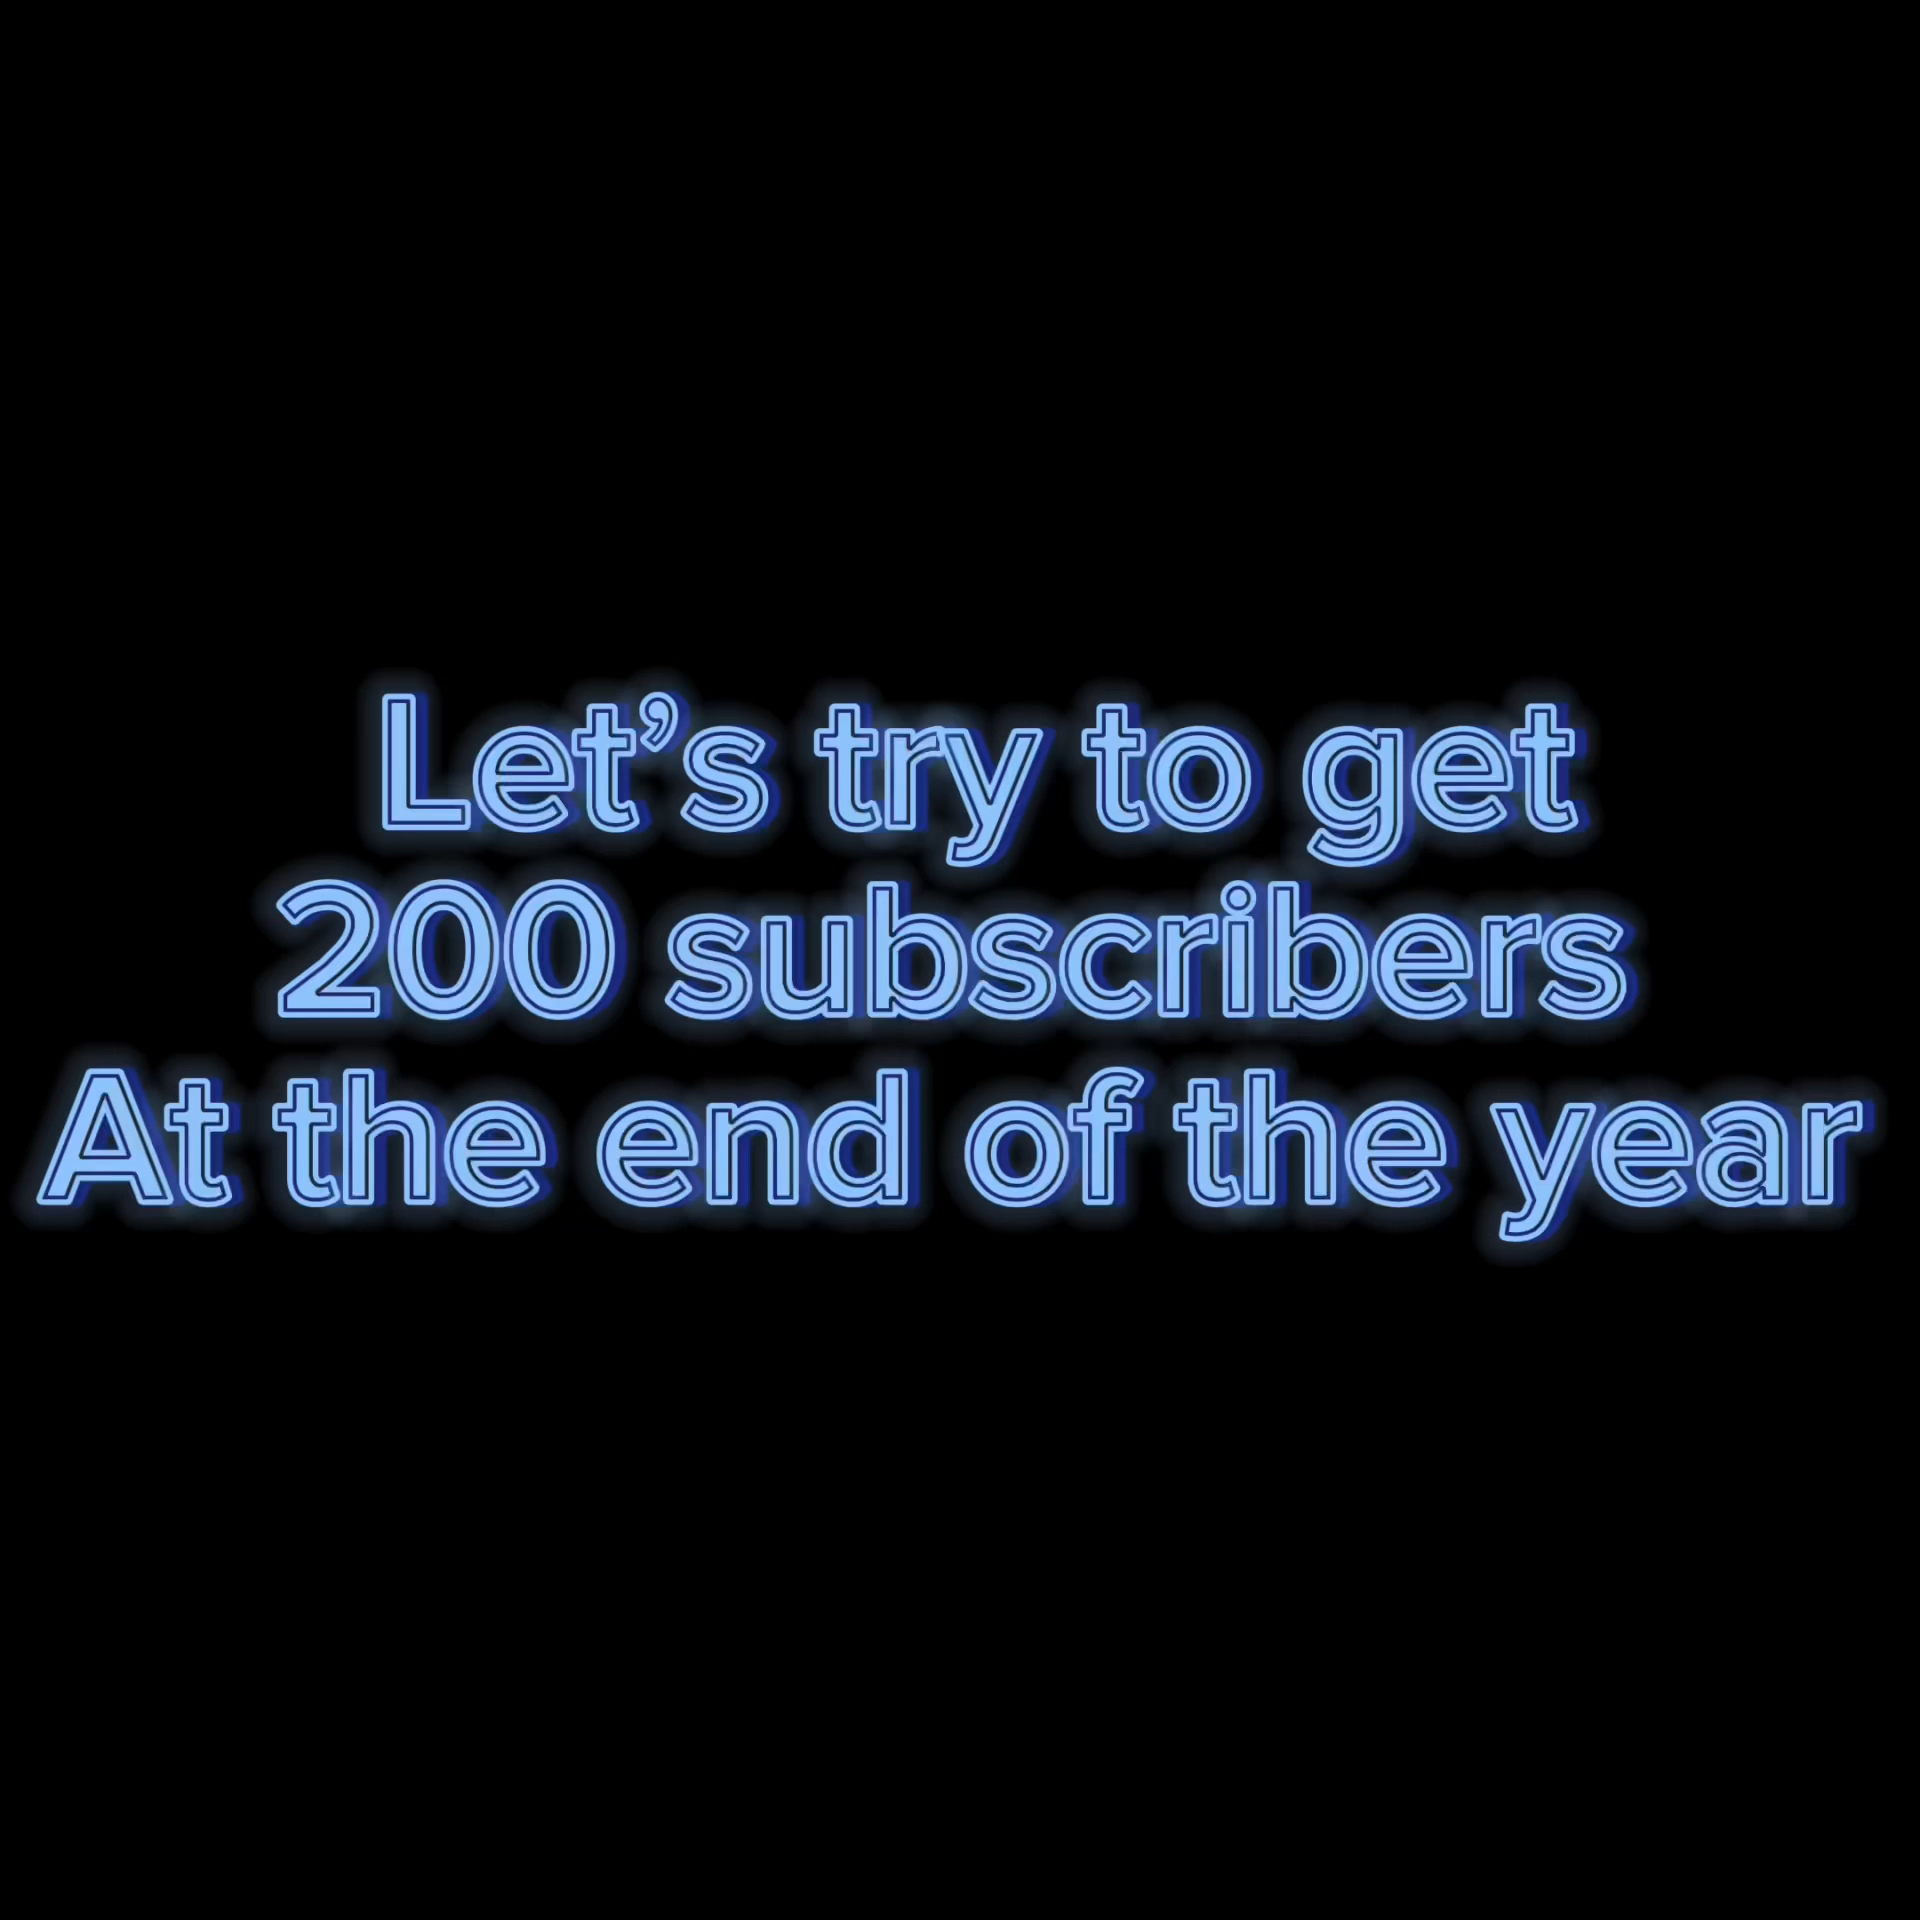 Let’s try to get
200 subscribers
At the end of the year